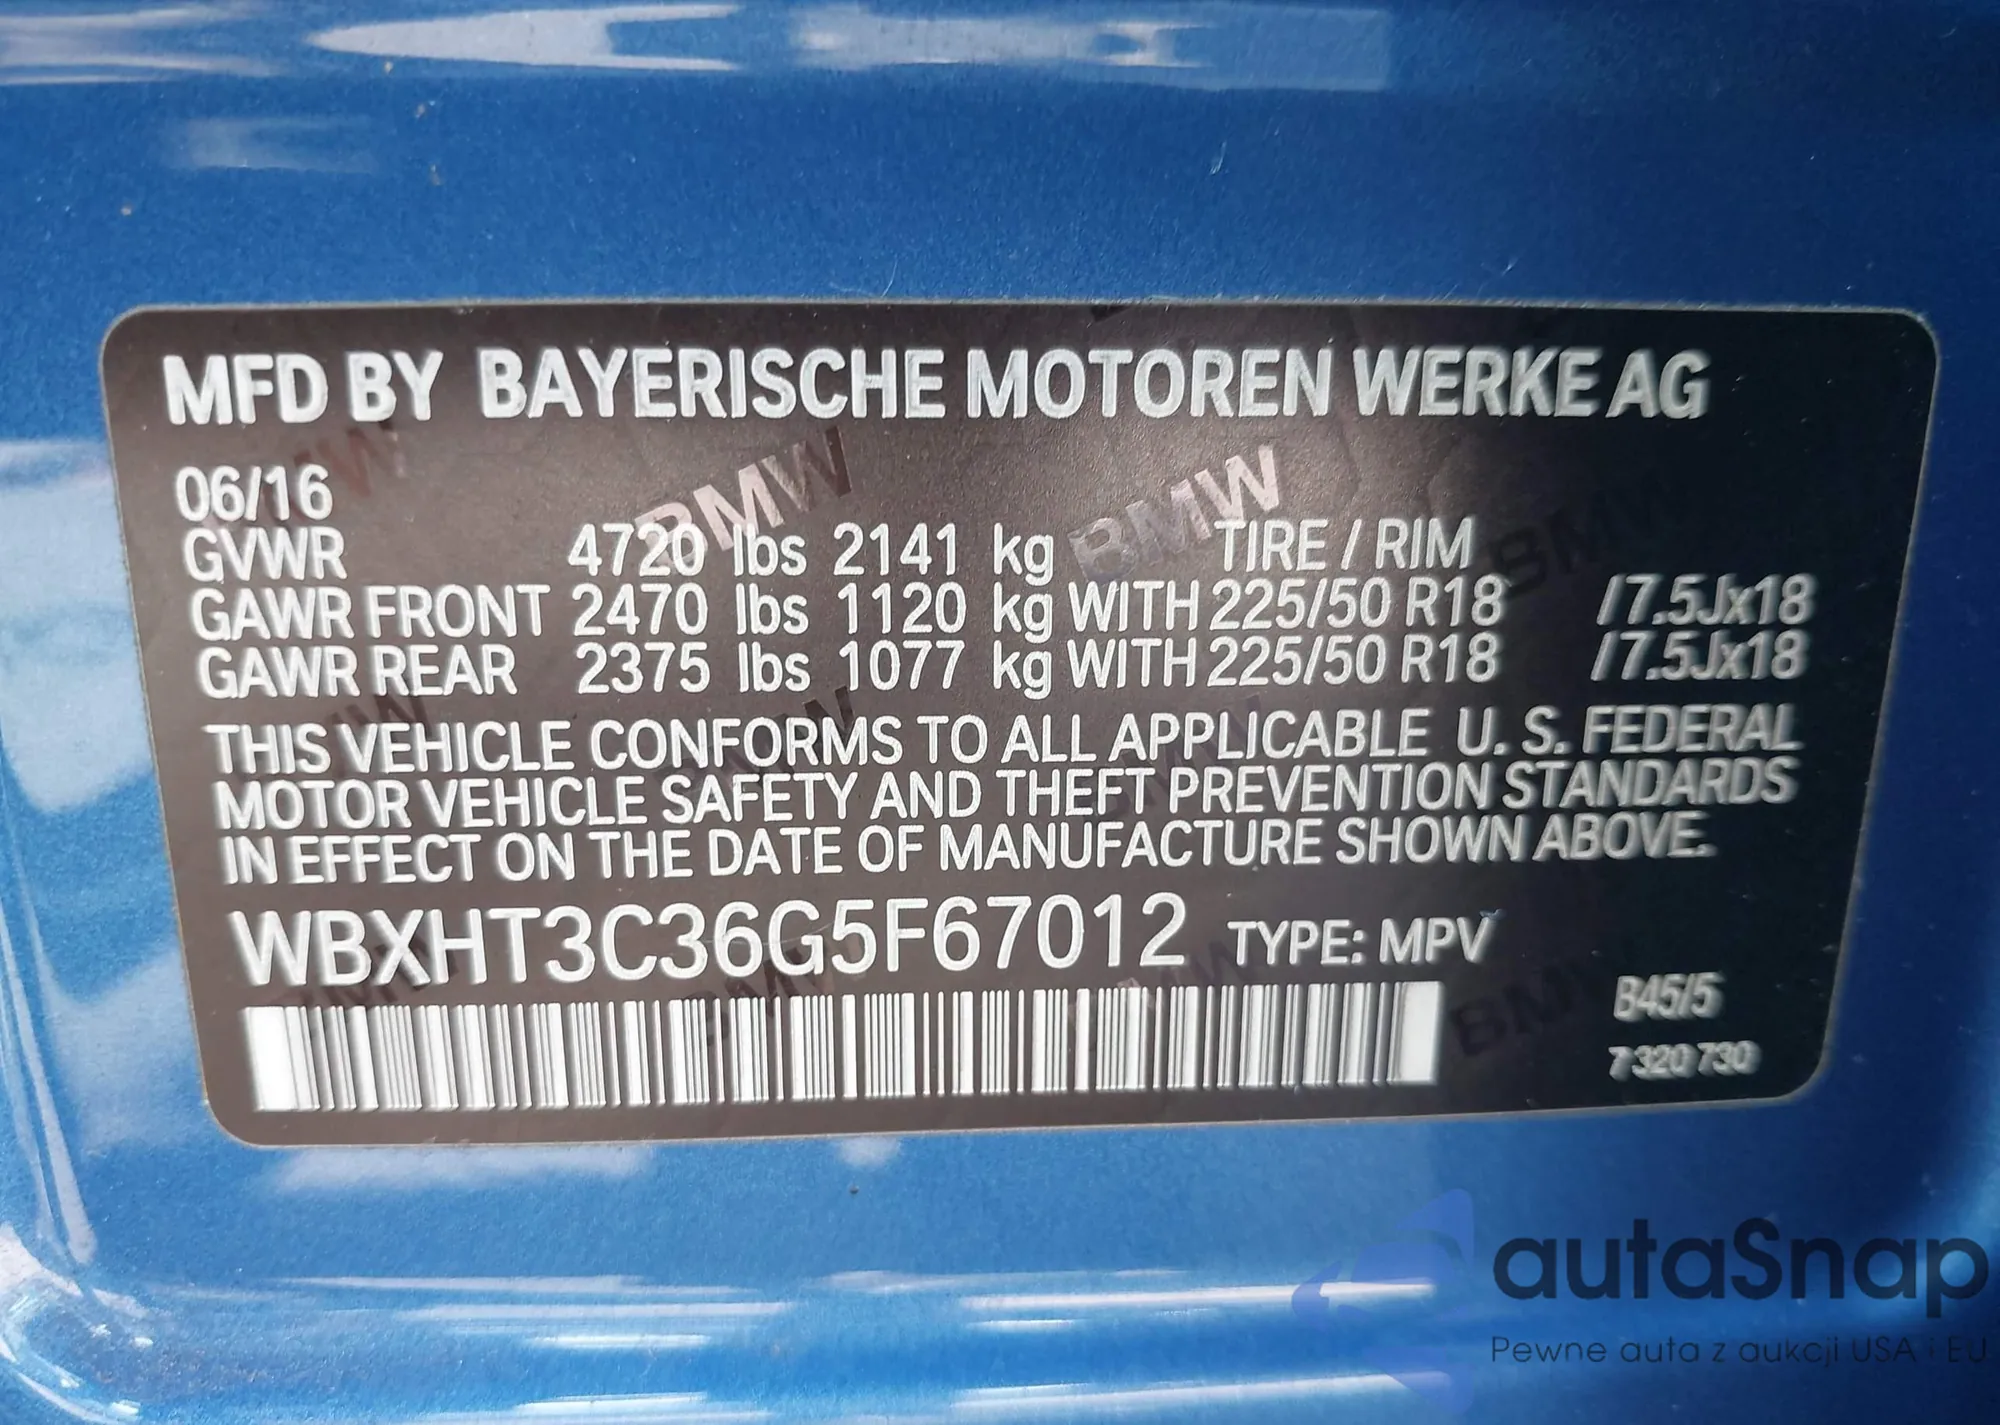 MFD BY BAYERISCHE MOTOREN WERKE AG
06/16
GVWR 4720 lbs 2141 kg TIRE / RIM
GAWR FRONT 2470 lbs 1120 kg WITH 225/50 R18 /7.5Jx18
GAWR REAR 2375 lbs 1077 kg WITH 225/50 R18 /7.5Jx18
THIS VEHICLE CONFORMS TO ALL APPLICABLE U. S. FEDERAL
MOTOR VEHICLE SAFETY AND THEFT PREVENTION STANDARDS
IN EFFECT ON THE DATE OF MANUFACTURE SHOWN ABOVE.
WBXHT3C36G5F67012 TYPE: MPV
B45/5
7 320 730
autaSnap
Pewne auta z aukcji USA i EU